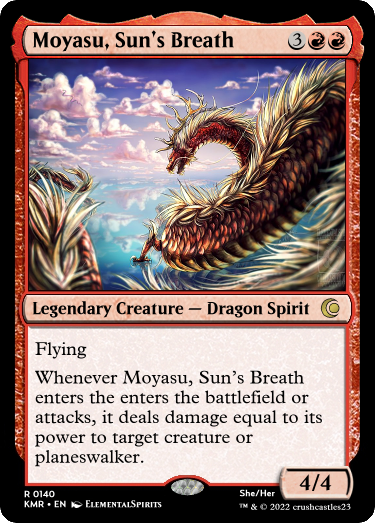 Moyasu, Sun's Breath 3
Legendary Creature — Dragon Spirit
Flying
Whenever Moyasu, Sun's Breath
enters the enters the battlefield or
attacks, it deals damage equal to its
power to target creature or
planeswalker.
4/4
R 0140
KMR • EN ElementalSpirits
She/Her
™ & © 2022 crushcastles23